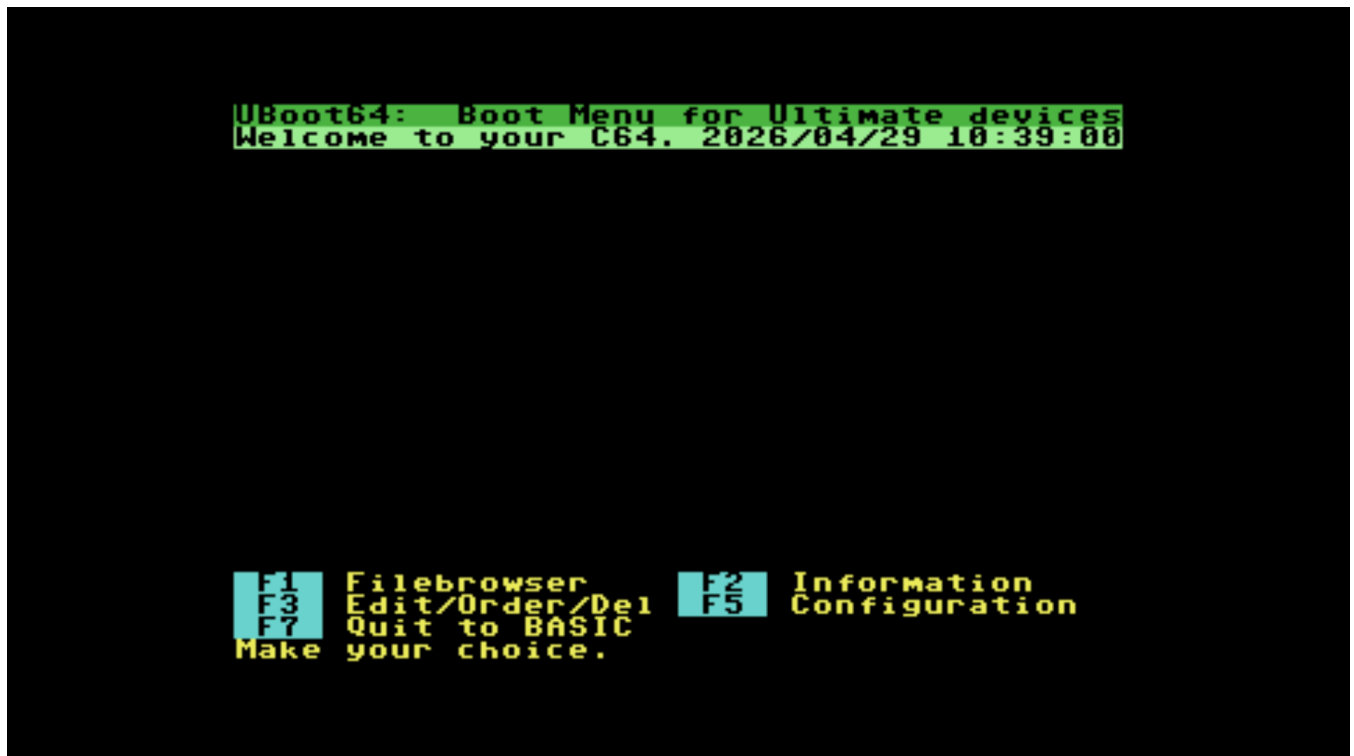 UBoot64:  Boot Menu for Ultimate devices
Welcome to your C64. 2026/04/29 10:39:00
F1 Filebrowser F2 Information
F3 Edit/Order/Del F5 Configuration
F7 Quit to BASIC
Make your choice.